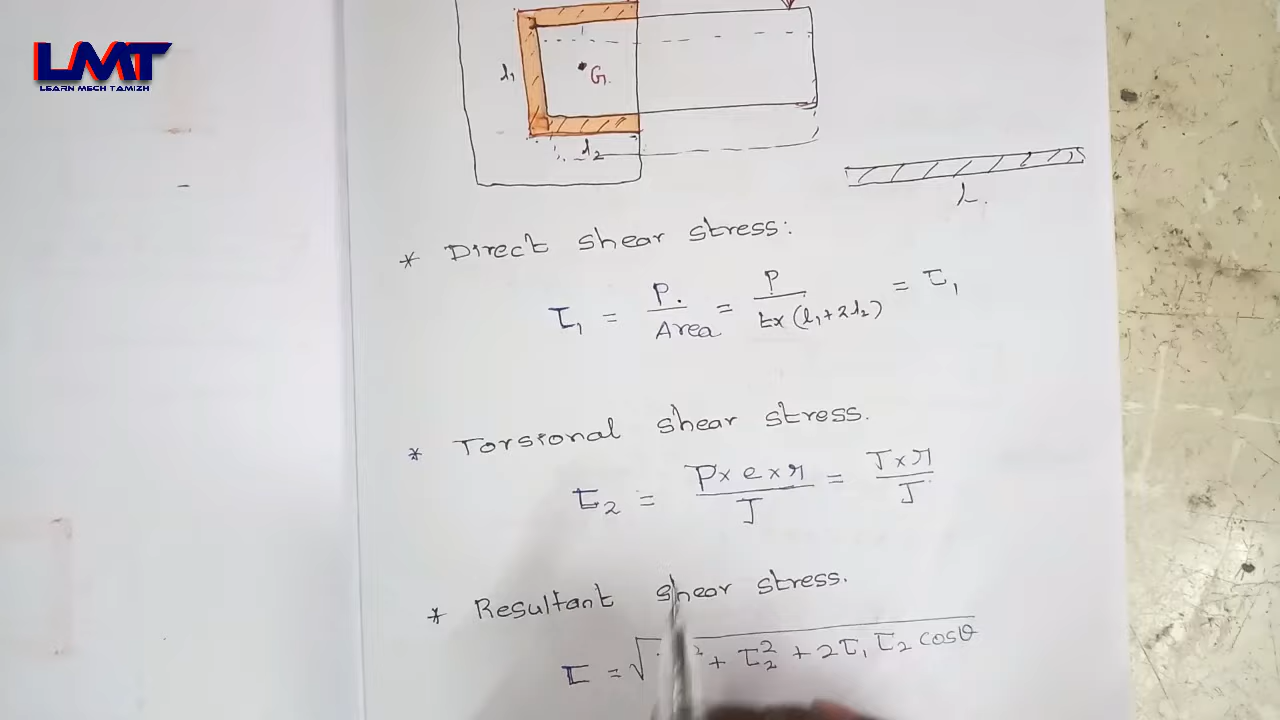 LMT
LEARN MECH TAMIZH
l1
G.
l2
L.
* Direct shear stress:
τ1 = P. / Area = P / t×(l1+2l2) = τ1
* Torsional shear stress.
τ2 = P×e×r / J = T×r / J
* Resultant shear stress.
τ = √ 2 + τ2² + 2τ1 τ2 cosθ